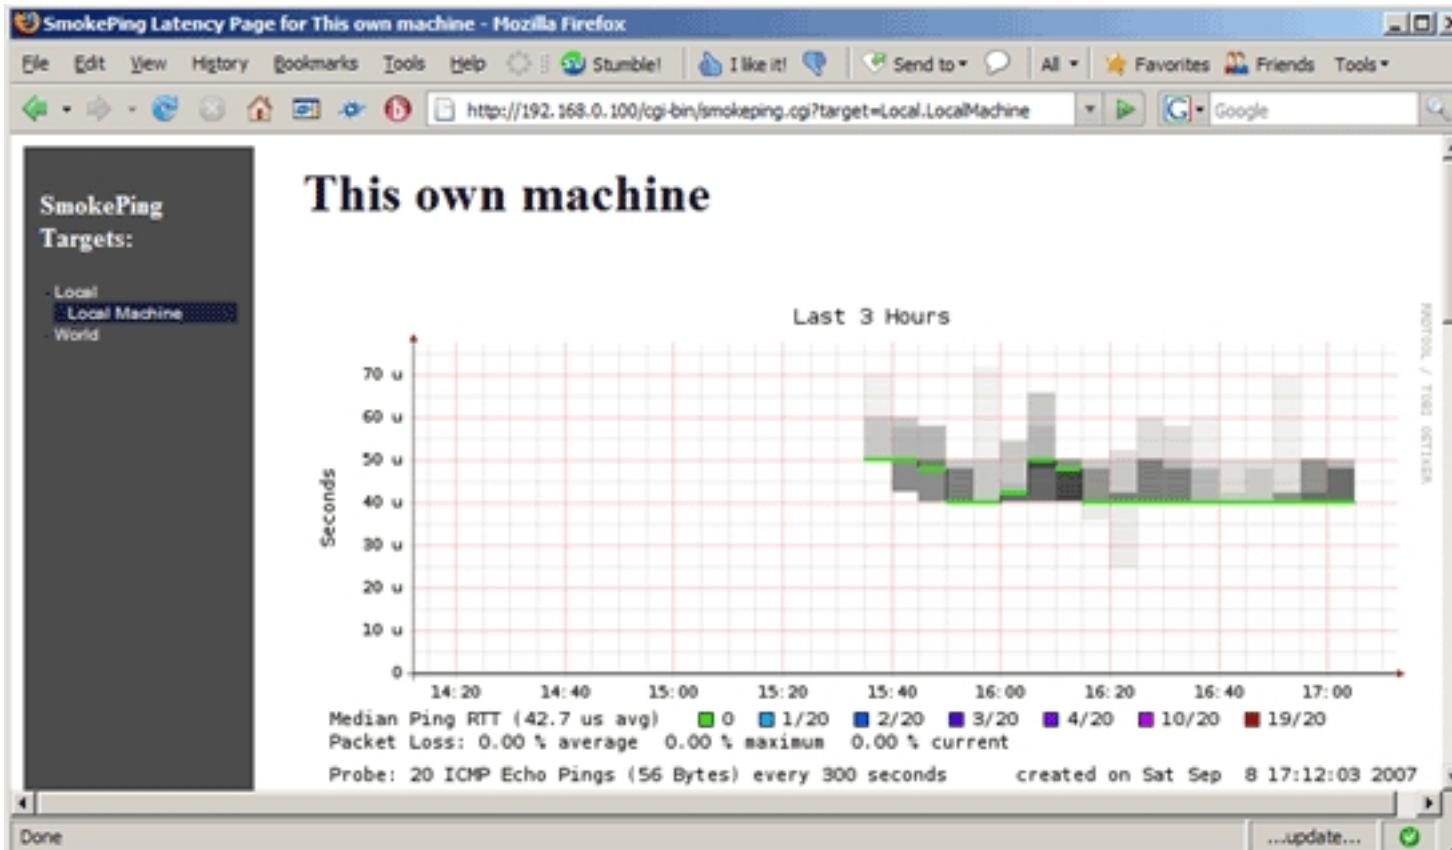 SmokePing Latency Page for This own machine - Mozilla Firefox
File Edit View History Bookmarks Tools Help Stumble! I like it! Send to All Favorites Friends Tools
http://192.168.0.100/cgi-bin/smokeping.cgi?target=Local.LocalMachine Google
SmokePing
Targets:
- Local
Local Machine
- World
This own machine
Last 3 Hours
70 u
60 u
50 u
40 u
30 u
20 u
10 u
0
Seconds
RRDTOOL / TOBI OETIKER
14:20 14:40 15:00 15:20 15:40 16:00 16:20 16:40 17:00
Median Ping RTT (42.7 us avg) 0 1/20 2/20 3/20 4/20 10/20 19/20
Packet Loss: 0.00 % average 0.00 % maximum 0.00 % current
Probe: 20 ICMP Echo Pings (56 Bytes) every 300 seconds created on Sat Sep 8 17:12:03 2007
Done ...update...